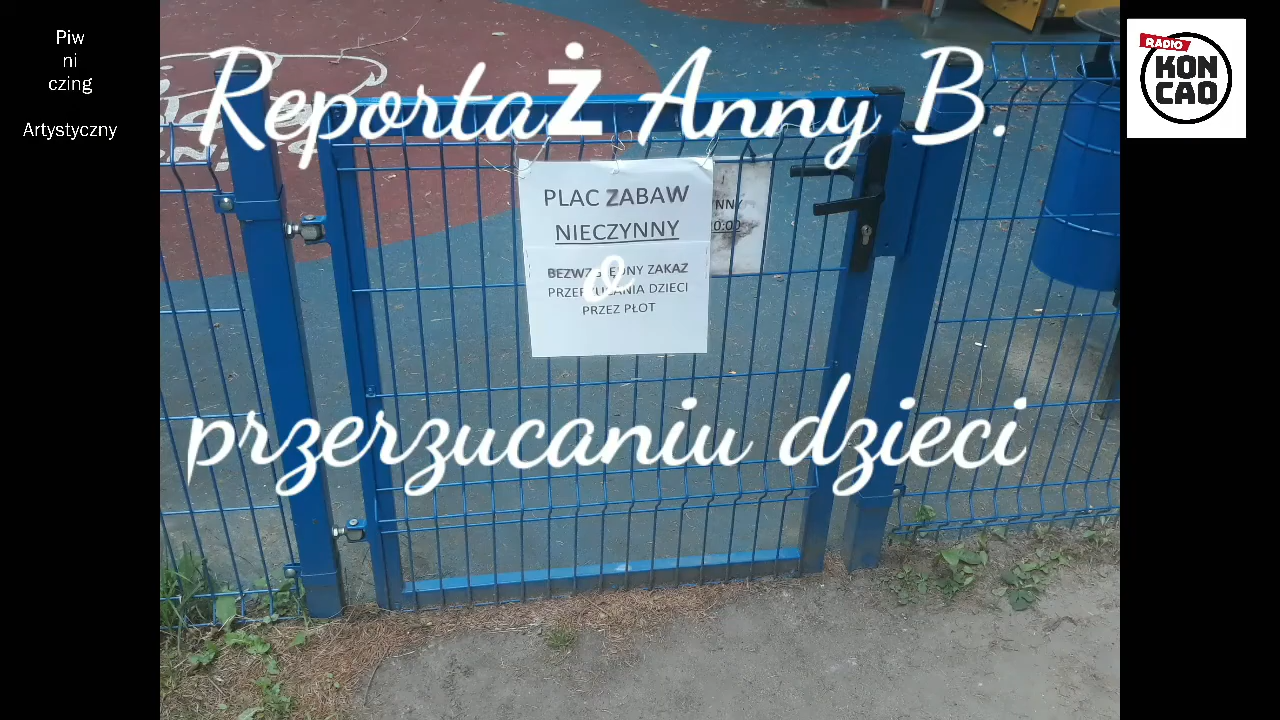 Piw
ni
czing
Artystyczny
Reportaż Anny B.
o
przerzucaniu dzieci
RADIO
KON
CAO
PLAC ZABAW
NIECZYNNY
BEZWZGLĘDNY ZAKAZ
PRZERZUCANIA DZIECI
PRZEZ PŁOT